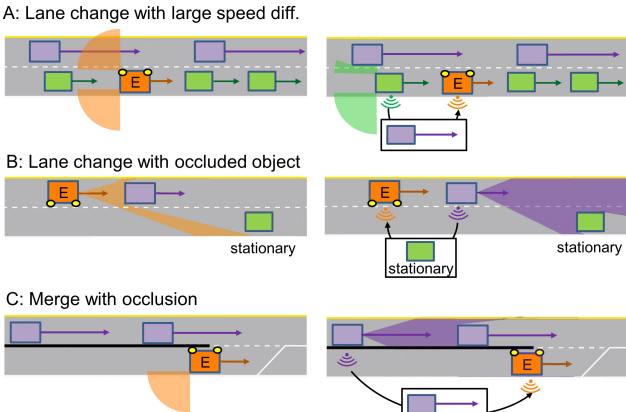 A: Lane change with large speed diff.
E
E
B: Lane change with occluded object
E
stationary
E
stationary
stationary
C: Merge with occlusion
E
E